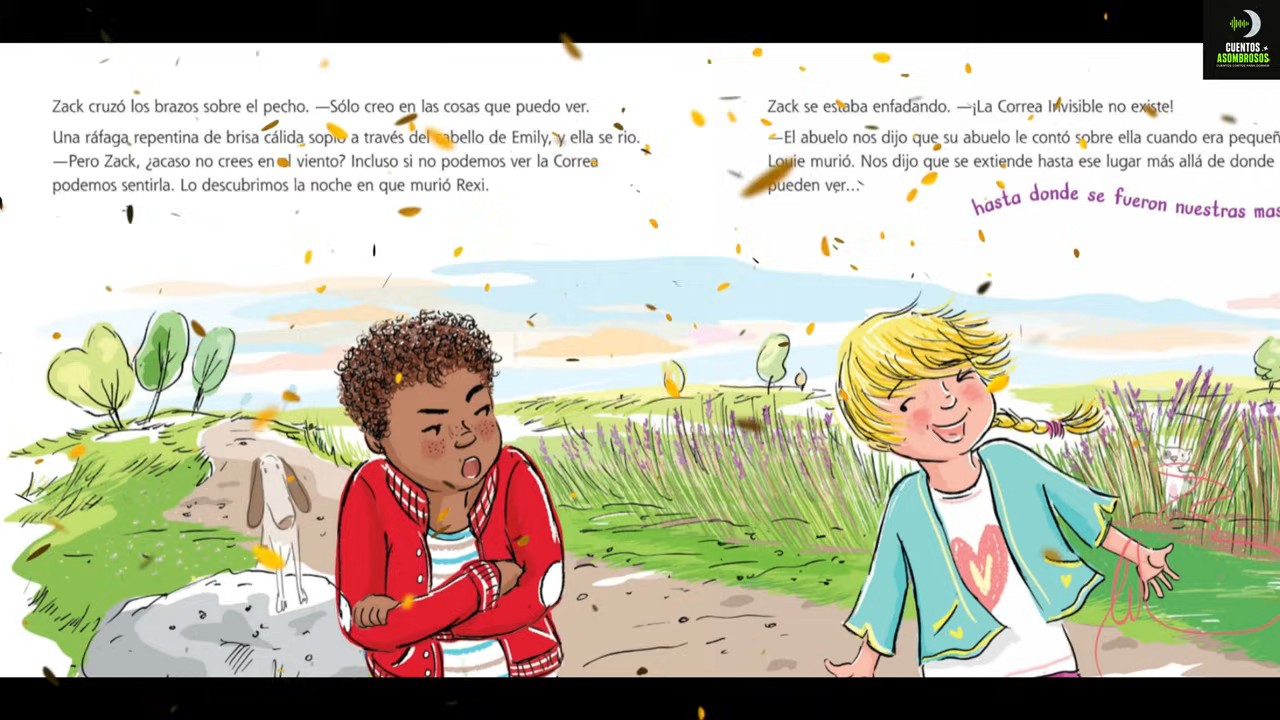 Zack cruzó los brazos sobre el pecho. —Sólo creo en las cosas que puedo ver.
Una ráfaga repentina de brisa cálida sopló a través del cabello de Emily, y ella se rio.
—Pero Zack, ¿acaso no crees en el viento? Incluso si no podemos ver la Correa
podemos sentirla. Lo descubrimos la noche en que murió Rexi.
Zack se estaba enfadando. —¡La Correa Invisible no existe!
—El abuelo nos dijo que su abuelo le contó sobre ella cuando era pequeñ
Louie murió. Nos dijo que se extiende hasta ese lugar más allá de donde
pueden ver...
hasta donde se fueron nuestras mas
CUENTOS
ASOMBROSOS